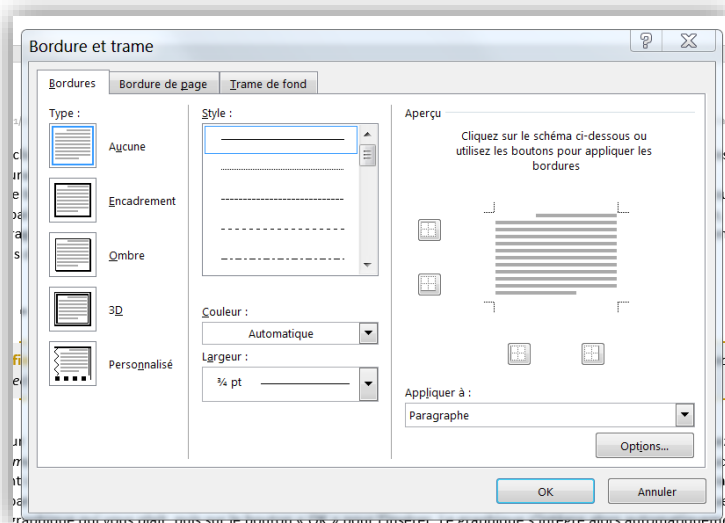 Bordure et trame
Bordures Bordure de page Trame de fond
Type :
Aucune
Encadrement
Ombre
3D
Personnalisé
Style :
Couleur :
Automatique
Largeur :
¾ pt
Aperçu
Cliquez sur le schéma ci-dessous ou
utilisez les boutons pour appliquer les
bordures
Appliquer à :
Paragraphe
Options...
OK Annuler